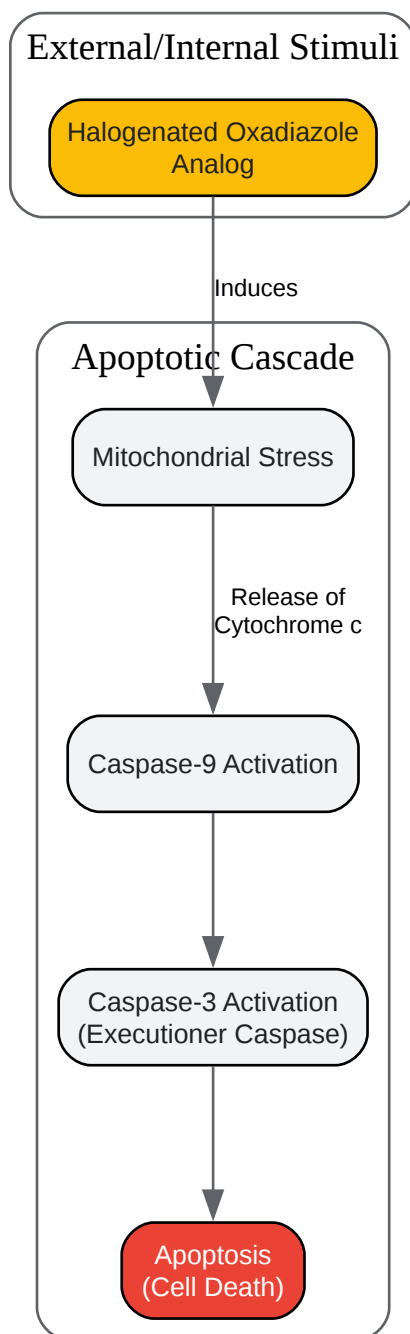 External/Internal Stimuli
Halogenated Oxadiazole
Analog
Induces
Apoptotic Cascade
Mitochondrial Stress
Release of
Cytochrome c
Caspase-9 Activation
Caspase-3 Activation
(Executioner Caspase)
Apoptosis
(Cell Death)